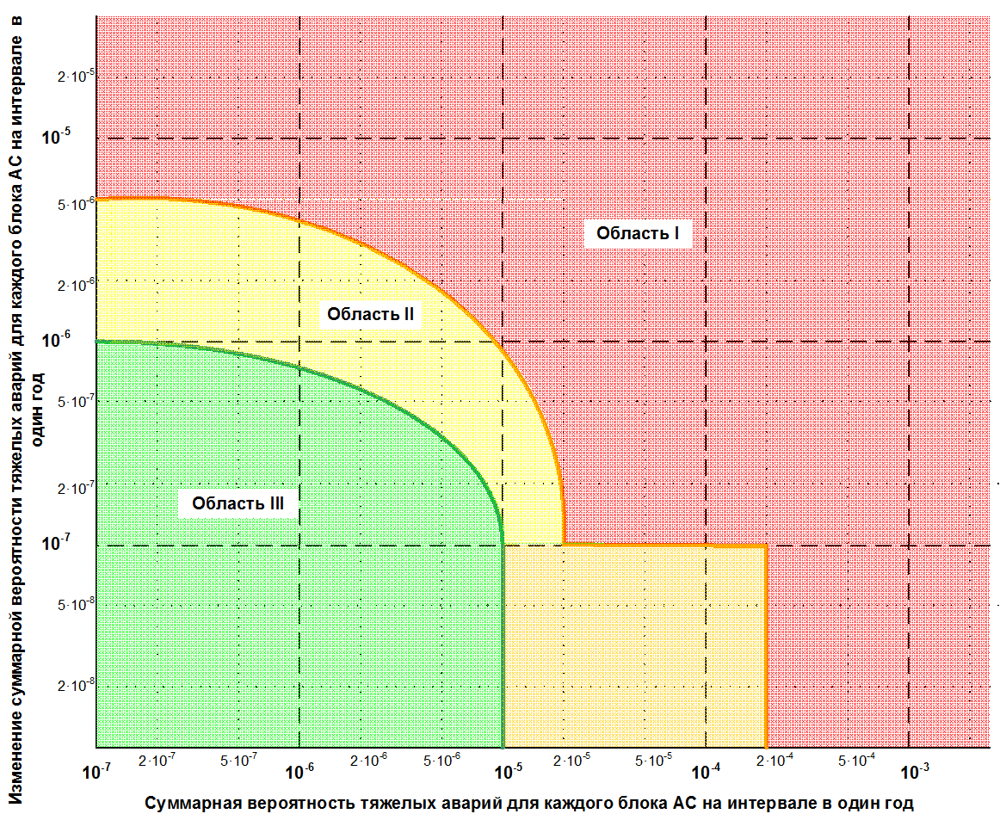 Изменение суммарной вероятности тяжелых аварий для каждого блока АС на интервале в
один год
2·10⁻⁵
10⁻⁵
5·10⁻⁶
2·10⁻⁶
10⁻⁶
5·10⁻⁷
2·10⁻⁷
10⁻⁷
5·10⁻⁸
2·10⁻⁸
Область I
Область II
Область III
10⁻⁷ 2·10⁻⁷ 5·10⁻⁷ 10⁻⁶ 2·10⁻⁶ 5·10⁻⁶ 10⁻⁵ 2·10⁻⁵ 5·10⁻⁵ 10⁻⁴ 2·10⁻⁴ 5·10⁻⁴ 10⁻³
Суммарная вероятность тяжелых аварий для каждого блока АС на интервале в один год